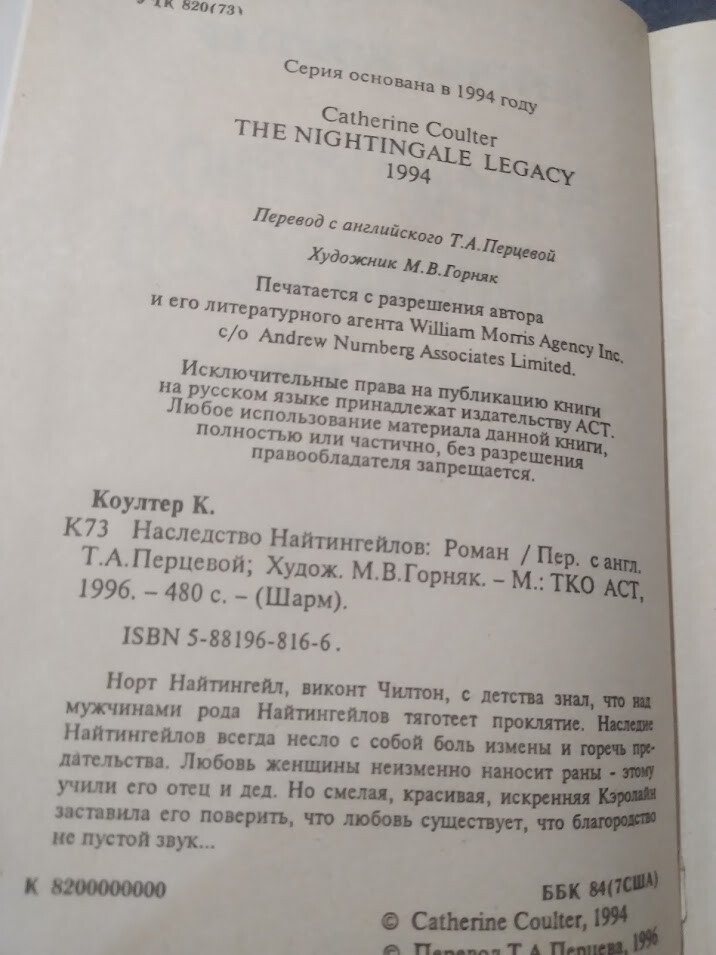 820(73)
Серия основана в 1994 году
Catherine Coulter
THE NIGHTINGALE LEGACY
1994
Перевод с английского Т.А.Перцевой
Художник М.В.Горняк
Печатается с разрешения автора
и его литературного агента William Morris Agency Inc.
c/o Andrew Nurnberg Associates Limited.
Исключительные права на публикацию книги
на русском языке принадлежат издательству АСТ.
Любое использование материала данной книги,
полностью или частично, без разрешения
правообладателя запрещается.
Коултер К.
К73 Наследство Найтингейлов: Роман / Пер. с англ.
Т.А.Перцевой; Худож. М.В.Горняк. – М.: ТКО АСТ,
1996. – 480 с. – (Шарм).
ISBN 5-88196-816-6.
Норт Найтингейл, виконт Чилтон, с детства знал, что над
мужчинами рода Найтингейлов тяготеет проклятие. Наследие
Найтингейлов всегда несло с собой боль измены и горечь пре-
дательства. Любовь женщины неизменно наносит раны - этому
учили его отец и дед. Но смелая, красивая, искренняя Кэролайн
заставила его поверить, что любовь существует, что благородство
не пустой звук...
К 8200000000
ББК 84(7США)
© Catherine Coulter, 1994
© Перевод Т.А.Перцева, 1996